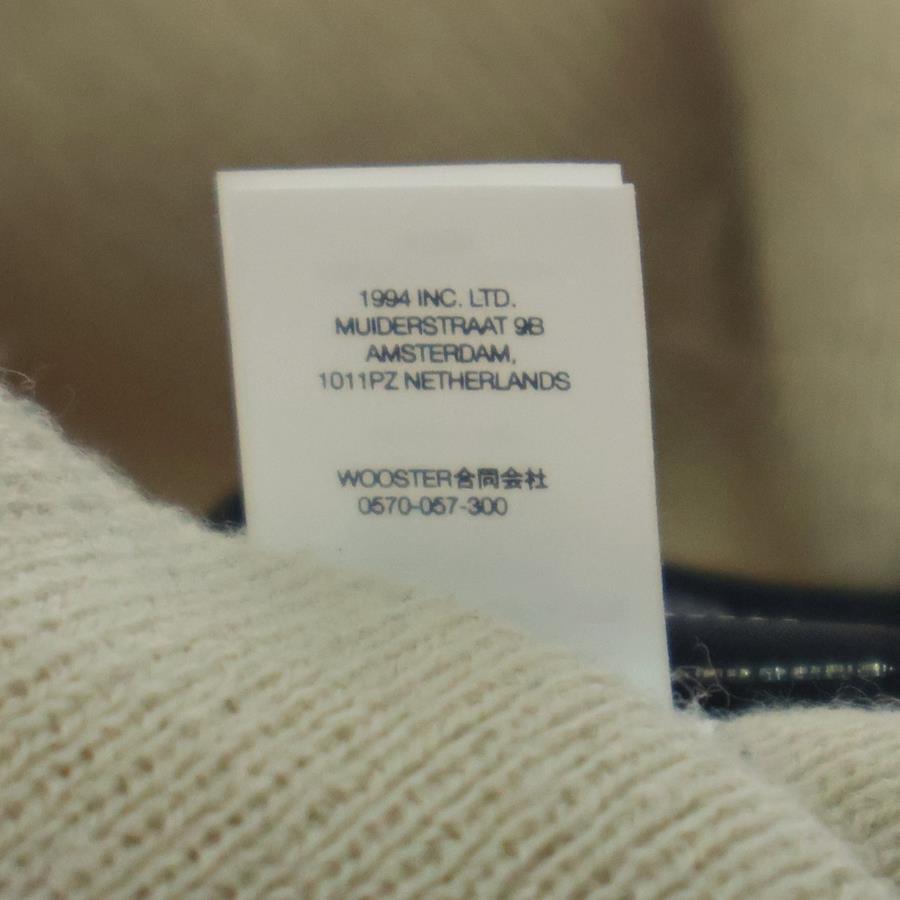 1994 INC. LTD.
MUIDERSTRAAT 9B
AMSTERDAM,
1011PZ NETHERLANDS
WOOSTER合同会社
0570-057-300